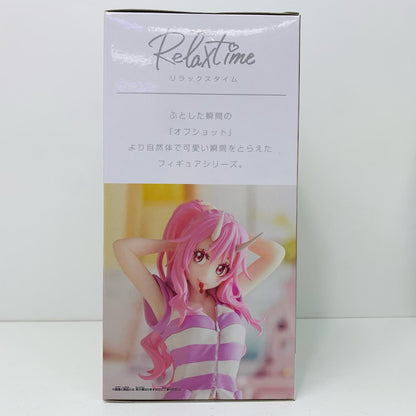 Relaxtime
リラックスタイム
ふとした瞬間の
『オフショット』
より自然体で可愛い瞬間をとらえた
フィギュアシリーズ。